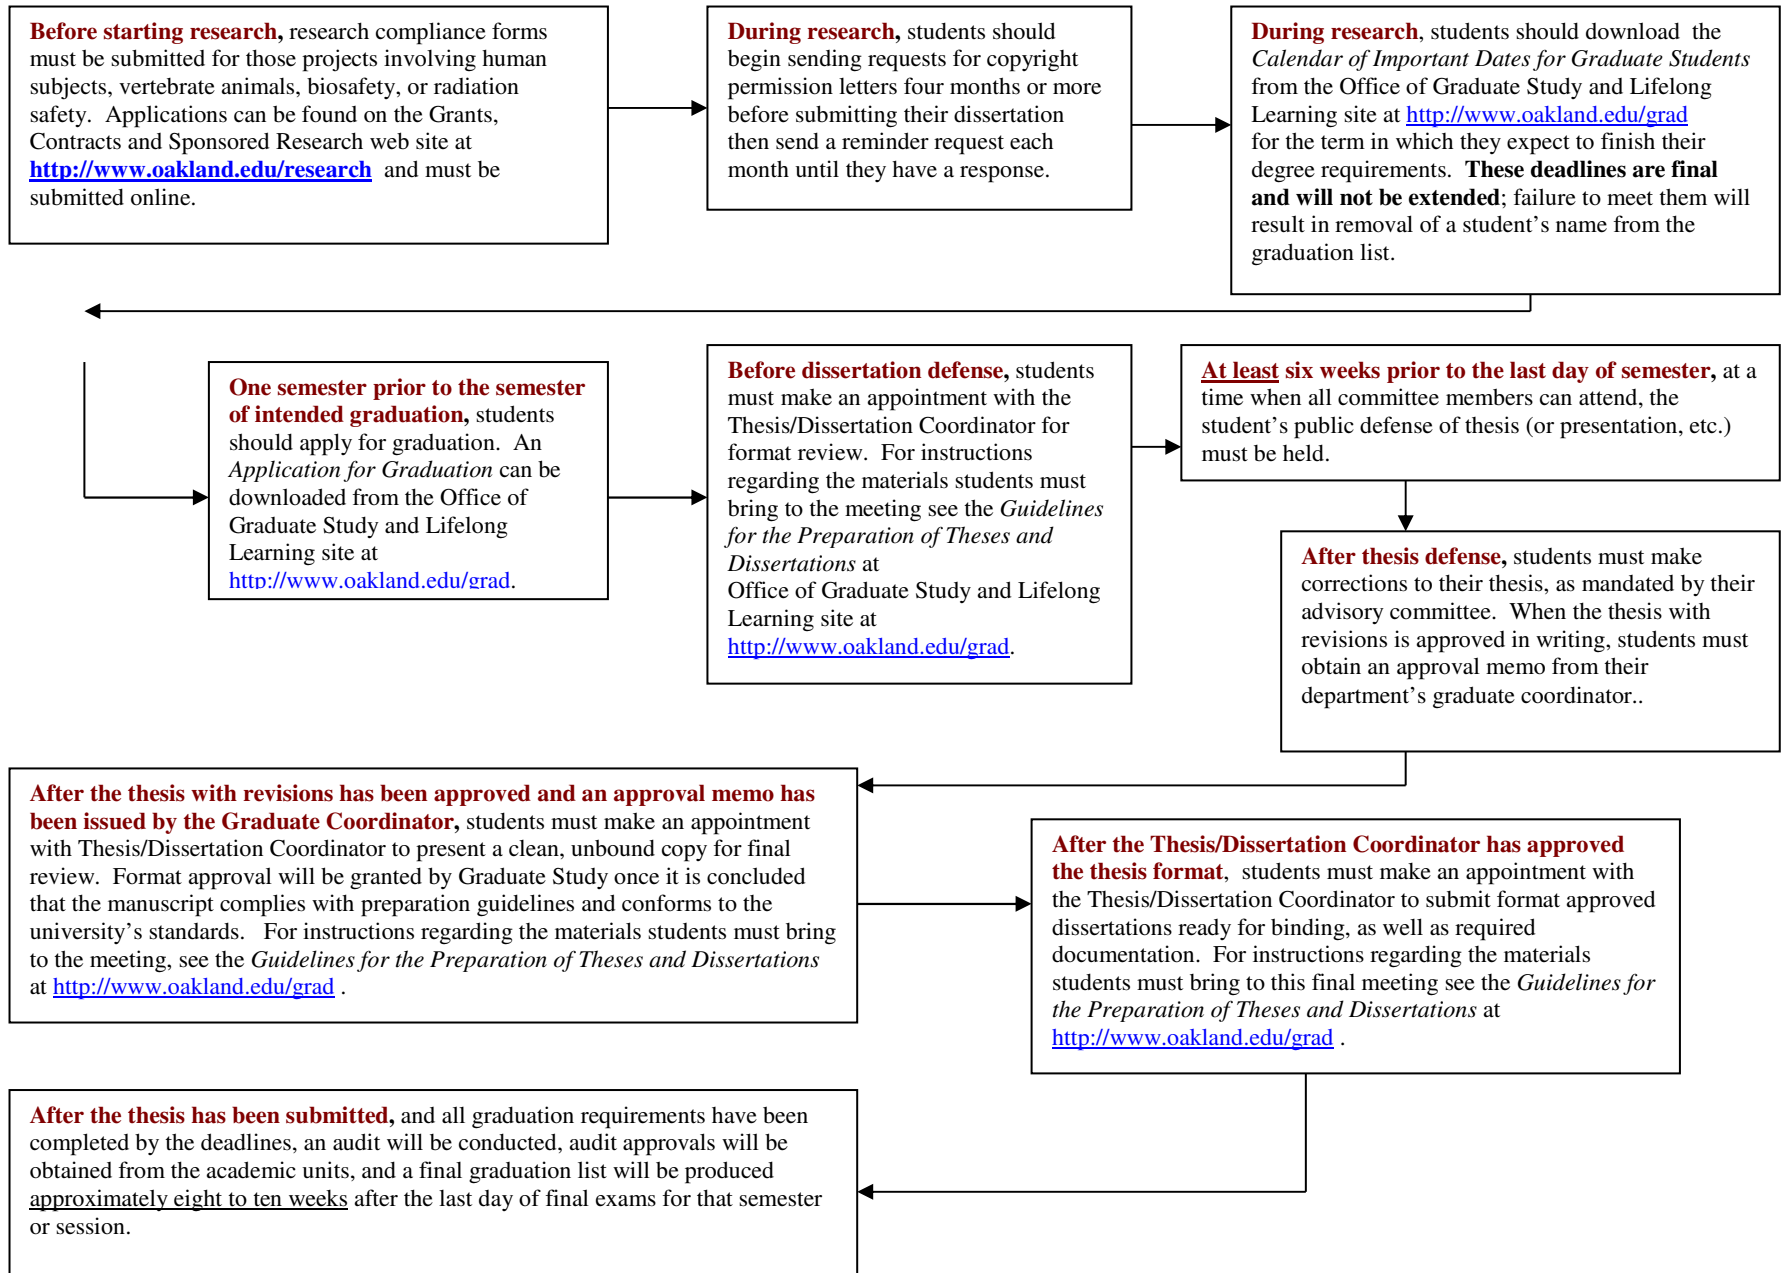 Before starting research, research compliance forms
must be submitted for those projects involving human
subjects, vertebrate animals, biosafety, or radiation
safety.  Applications can be found on the Grants,
Contracts and Sponsored Research web site at
http://www.oakland.edu/research  and must be
submitted online.
During research, students should
begin sending requests for copyright
permission letters four months or more
before submitting their dissertation
then send a reminder request each
month until they have a response.
During research, students should download  the
Calendar of Important Dates for Graduate Students
from the Office of Graduate Study and Lifelong
Learning site at http://www.oakland.edu/grad
for the term in which they expect to finish their
degree requirements.  These deadlines are final
and will not be extended; failure to meet them will
result in removal of a student’s name from the
graduation list.
One semester prior to the semester
of intended graduation, students
should apply for graduation.  An
Application for Graduation can be
downloaded from the Office of
Graduate Study and Lifelong
Learning site at
http://www.oakland.edu/grad.
Before dissertation defense, students
must make an appointment with the
Thesis/Dissertation Coordinator for
format review.  For instructions
regarding the materials students must
bring to the meeting see the Guidelines
for the Preparation of Theses and
Dissertations at
Office of Graduate Study and Lifelong
Learning site at
http://www.oakland.edu/grad.
At least six weeks prior to the last day of semester, at a
time when all committee members can attend, the
student’s public defense of thesis (or presentation, etc.)
must be held.
After thesis defense, students must make
corrections to their thesis, as mandated by their
advisory committee.  When the thesis with
revisions is approved in writing, students must
obtain an approval memo from their
department’s graduate coordinator..
After the thesis with revisions has been approved and an approval memo has
been issued by the Graduate Coordinator, students must make an appointment
with Thesis/Dissertation Coordinator to present a clean, unbound copy for final
review.  Format approval will be granted by Graduate Study once it is concluded
that the manuscript complies with preparation guidelines and conforms to the
university’s standards.   For instructions regarding the materials students must bring
to the meeting, see the Guidelines for the Preparation of Theses and Dissertations
at http://www.oakland.edu/grad .
After the Thesis/Dissertation Coordinator has approved
the thesis format,  students must make an appointment with
the Thesis/Dissertation Coordinator to submit format approved
dissertations ready for binding, as well as required
documentation.  For instructions regarding the materials
students must bring to this final meeting see the Guidelines for
the Preparation of Theses and Dissertations at
http://www.oakland.edu/grad .
After the thesis has been submitted, and all graduation requirements have been
completed by the deadlines, an audit will be conducted, audit approvals will be
obtained from the academic units, and a final graduation list will be produced
approximately eight to ten weeks after the last day of final exams for that semester
or session.